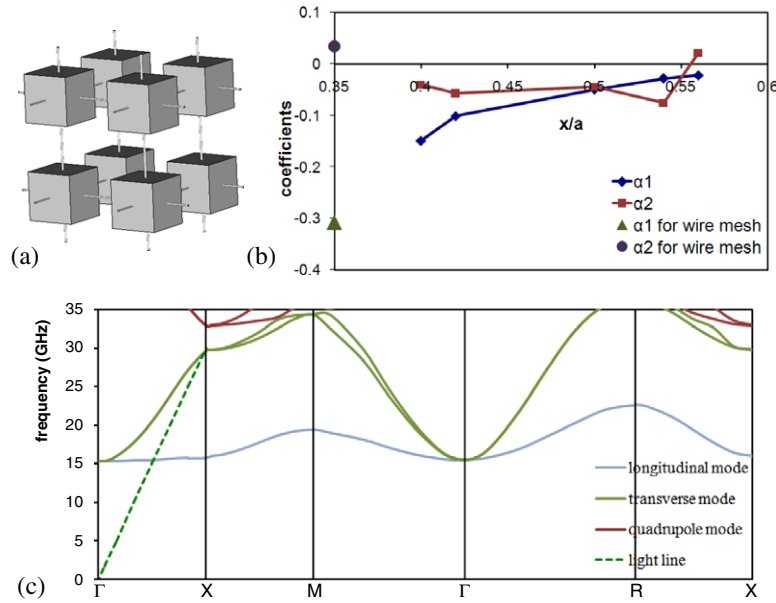 (a)
(b)
coefficients
0.1
0
-0.1
-0.2
-0.3
-0.4
0.35
0.4
0.45
0.5
0.55
0.6
x/a
α1
α2
α1 for wire mesh
α2 for wire mesh
(c)
frequency (GHz)
35
30
25
20
15
10
5
0
Γ
X
M
Γ
R
X
longitudinal mode
transverse mode
quadrupole mode
light line